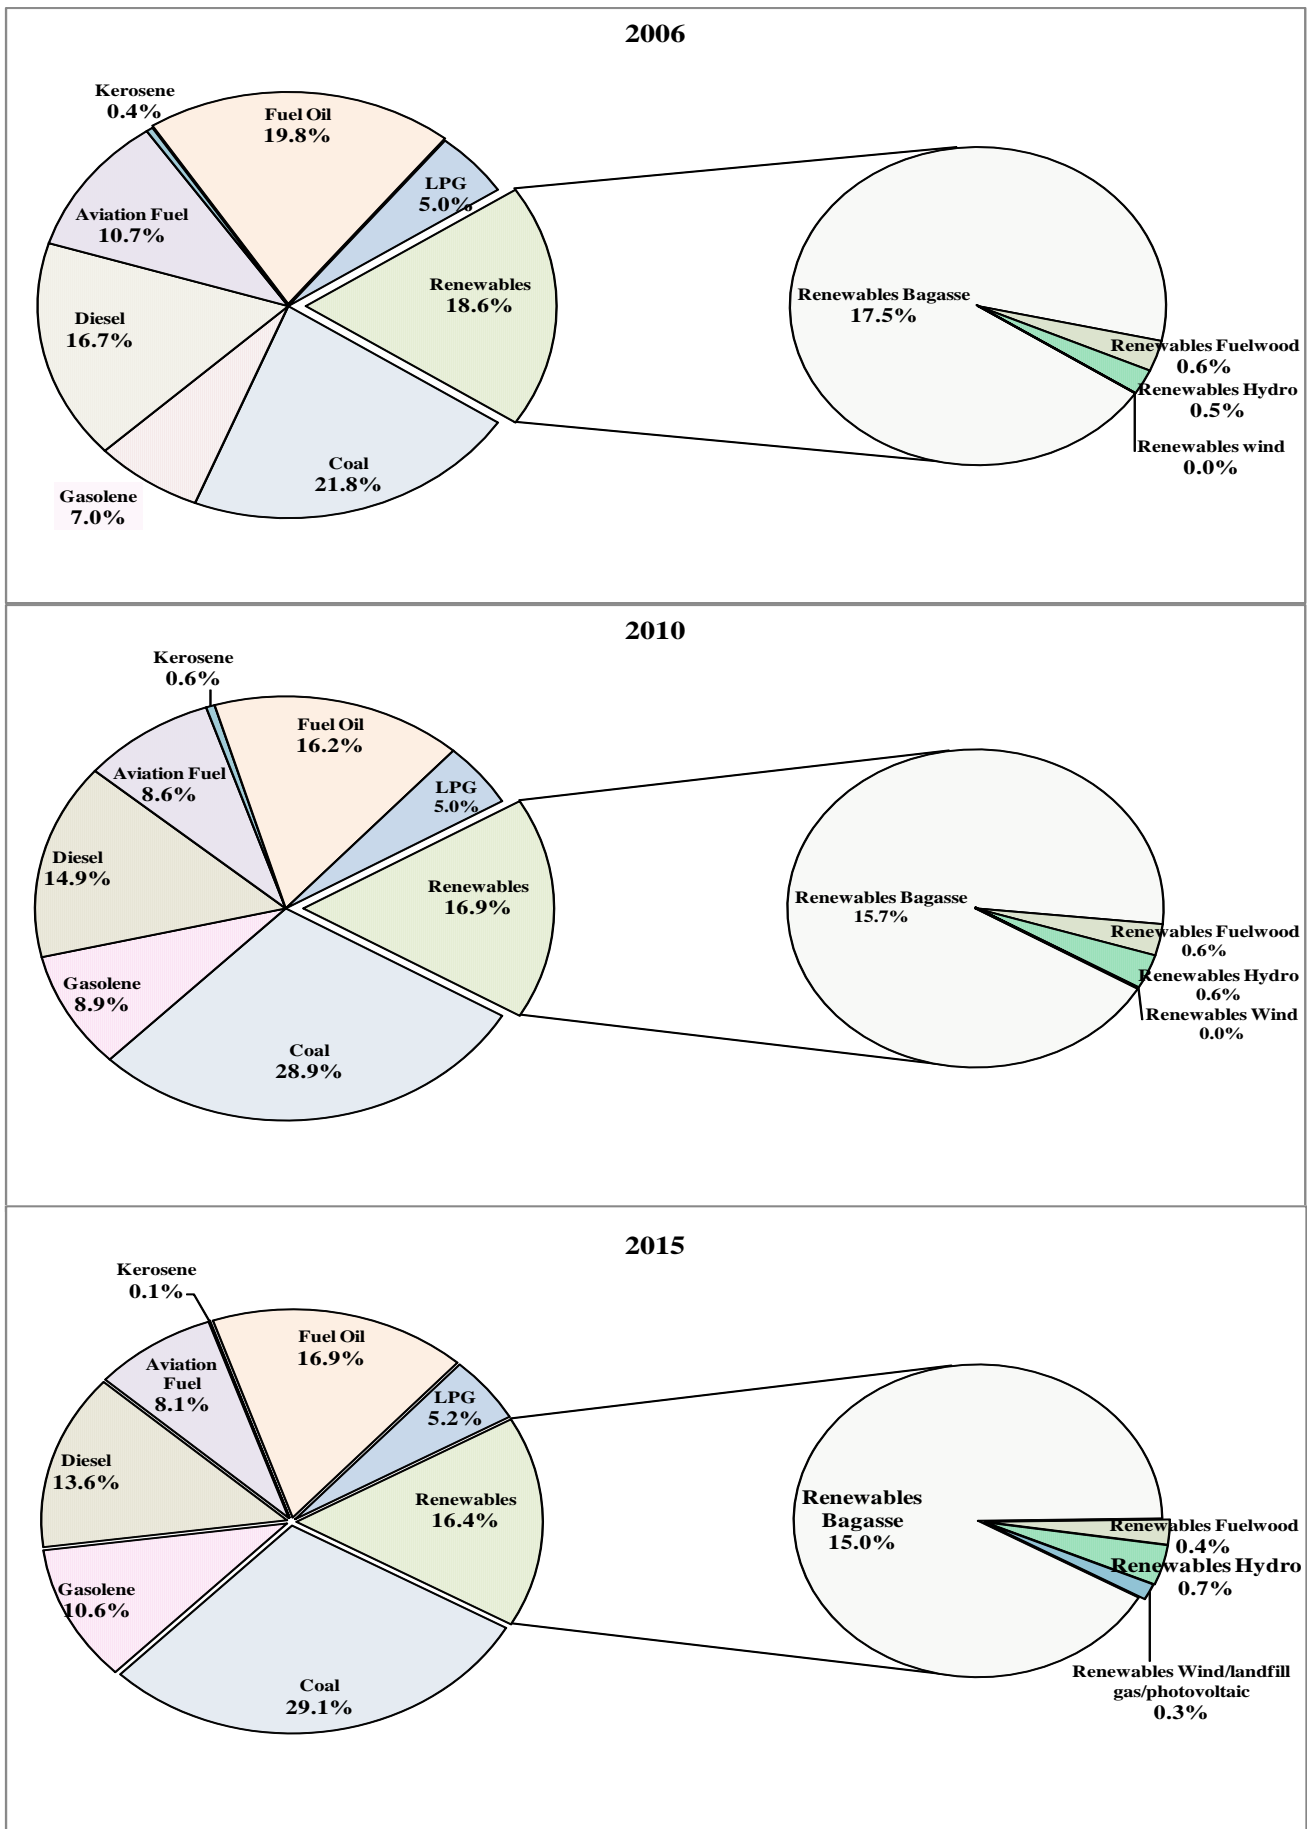 2006
Kerosene
0.4%
Fuel Oil
19.8%
LPG
5.0%
Aviation Fuel
10.7%
Renewables
18.6%
Diesel
16.7%
Coal
21.8%
Gasolene
7.0%
Renewables Bagasse
17.5%
Renewables Fuelwood
0.6%
Renewables Hydro
0.5%
Renewables wind
0.0%
2010
Kerosene
0.6%
Fuel Oil
16.2%
Aviation Fuel
8.6%
LPG
5.0%
Diesel
14.9%
Renewables
16.9%
Gasolene
8.9%
Coal
28.9%
Renewables Bagasse
15.7%
Renewables Fuelwood
0.6%
Renewables Hydro
0.6%
Renewables Wind
0.0%
2015
Kerosene
0.1%
Fuel Oil
16.9%
Aviation
Fuel
8.1%
LPG
5.2%
Diesel
13.6%
Renewables
16.4%
Gasolene
10.6%
Coal
29.1%
Renewables
Bagasse
15.0%
Renewables Fuelwood
0.4%
Renewables Hydro
0.7%
Renewables Wind/landfill
gas/photovoltaic
0.3%